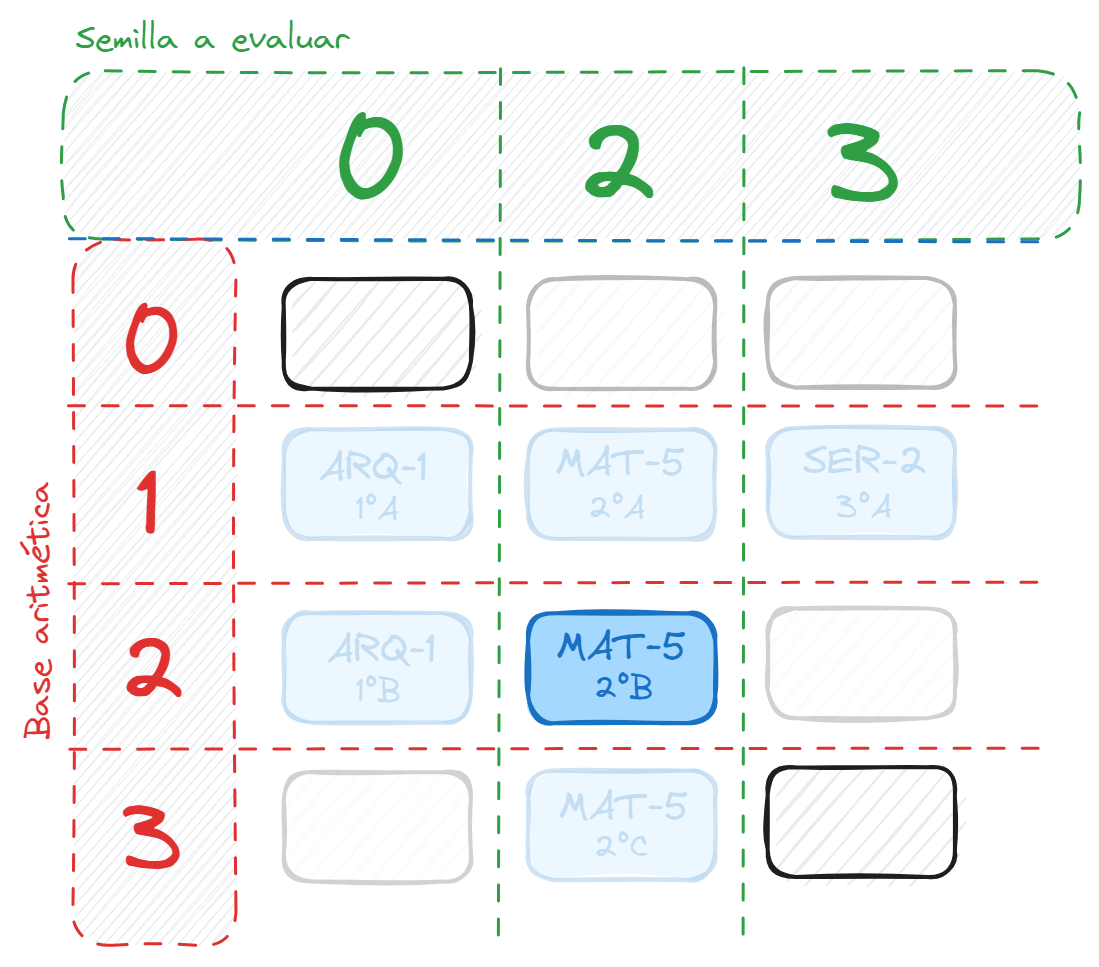 Semilla a evaluar
0 2 3
0
1
ARQ-1 MAT-5 SER-2
1°A 2°A 3°A
Base aritmética
2
ARQ-1 MAT-5
1°B 2°B
3
MAT-5
2°C